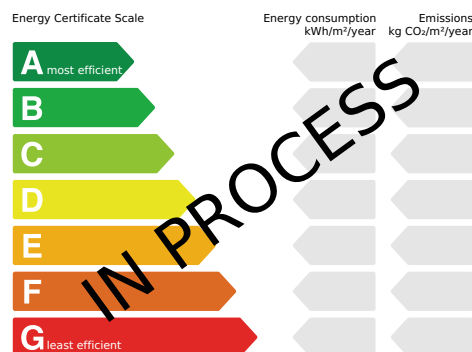 Energy Certificate Scale
Energy consumption
kWh/m²/year
Emissions
kg CO₂/m²/year
A most efficient
B
C
D
E
F
G least efficient
IN PROCESS